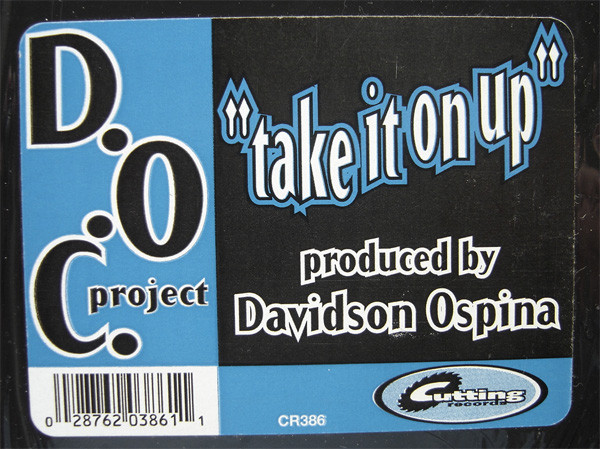 D.O.C. project
"take it on up"
produced by
Davidson Ospina
0 28762 03861 1
CR386
Cutting
records